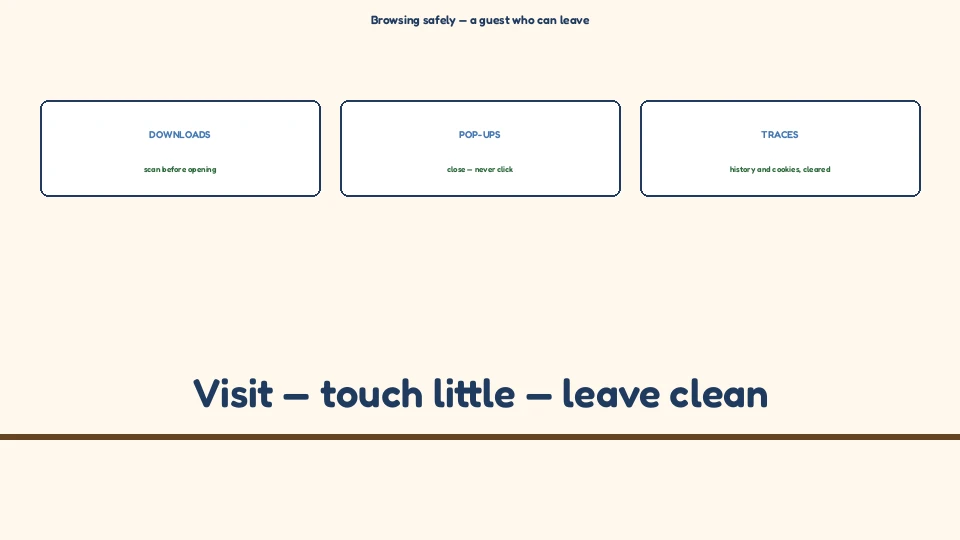 Browsing safely — a guest who can leave
DOWNLOADS
scan before opening
POP-UPS
close — never click
TRACES
history and cookies, cleared
Visit — touch little — leave clean